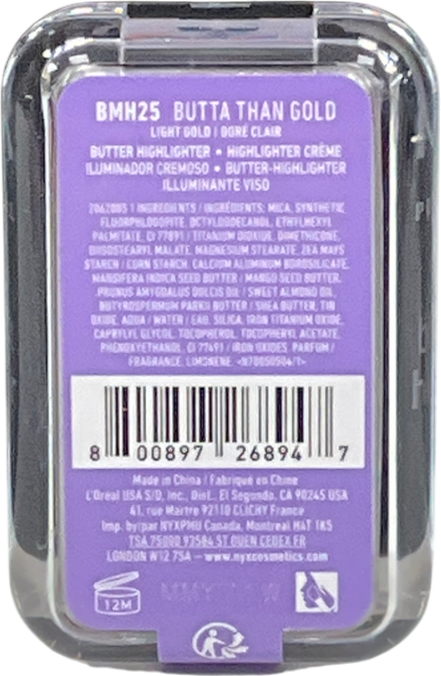 BMH25 BUTTA THAN GOLD
LIGHT GOLD / DORÉ CLAIR
BUTTER HIGHLIGHTER • HIGHLIGHTER CRÈME
ILUMINADOR CREMOSO • BUTTER-HIGHLIGHTER
ILLUMINANTE VISO
2062003 1 INGREDIENTS / INGRÉDIENTS: MICA, SYNTHETIC
FLUORPHLOGOPITE, OCTYLDODECANOL, ETHYLHEXYL
PALMITATE, CI 77891 / TITANIUM DIOXIDE, DIMETHICONE,
DIISOSTEARYL MALATE, MAGNESIUM STEARATE, ZEA MAYS
STARCH / CORN STARCH, CALCIUM ALUMINUM BOROSILICATE,
MANGIFERA INDICA SEED BUTTER / MANGO SEED BUTTER,
PRUNUS AMYGDALUS DULCIS OIL / SWEET ALMOND OIL,
BUTYROSPERMUM PARKII BUTTER / SHEA BUTTER, TIN
OXIDE, AQUA / WATER / EAU, SILICA, IRON TITANIUM OXIDE,
CAPRYLYL GLYCOL, TOCOPHEROL, TOCOPHERYL ACETATE,
PHENOXYETHANOL, CI 77491 / IRON OXIDES, PARFUM /
FRAGRANCE, LIMONENE. <N70050504/1>
8 00897 26894 7
Made in China / Fabriqué en Chine
L'Oréal USA S/D, Inc., Dist., El Segundo, CA 90245 USA
41, rue Martre 92110 CLICHY France
Imp. by/par NYXPMU Canada, Montreal H4T 1K5
TSA 75000 93584 ST OUEN CEDEX.FR
LONDON W12 7SA – www.nyxcosmetics.com
12M